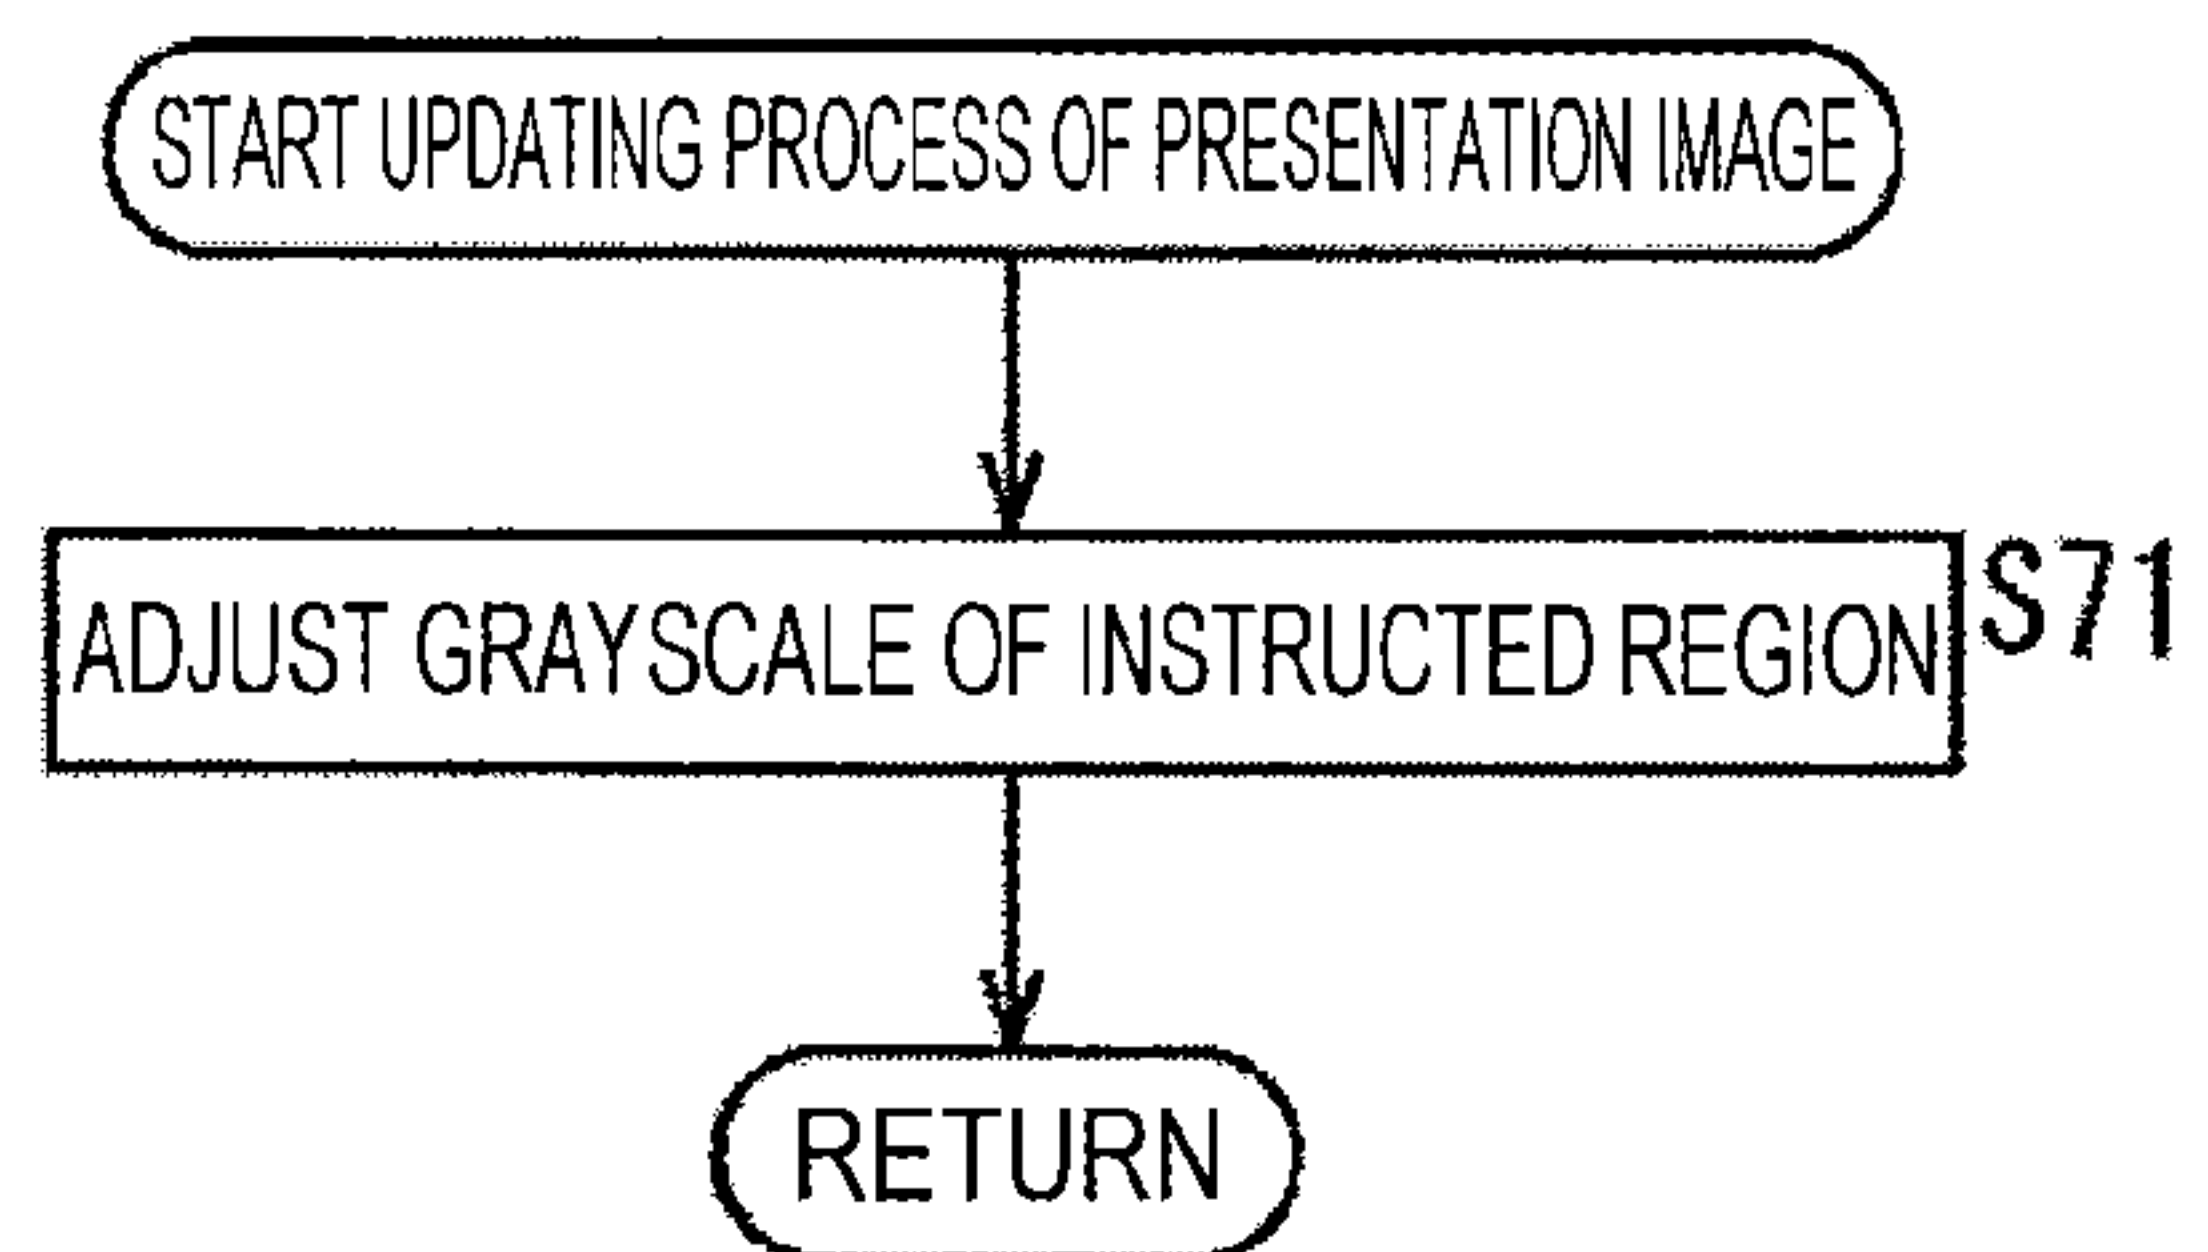 START UPDATING PROCESS OF PRESENTATION IMAGE
ADJUST GRAYSCALE OF INSTRUCTED REGION
S71
RETURN